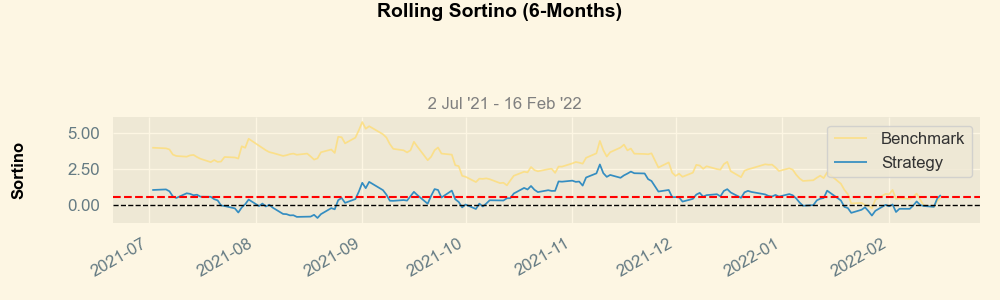 Rolling Sortino (6-Months)
2 Jul '21 - 16 Feb '22
Sortino
5.00
2.50
0.00
Benchmark
Strategy
2021-07
2021-08
2021-09
2021-10
2021-11
2021-12
2022-01
2022-02